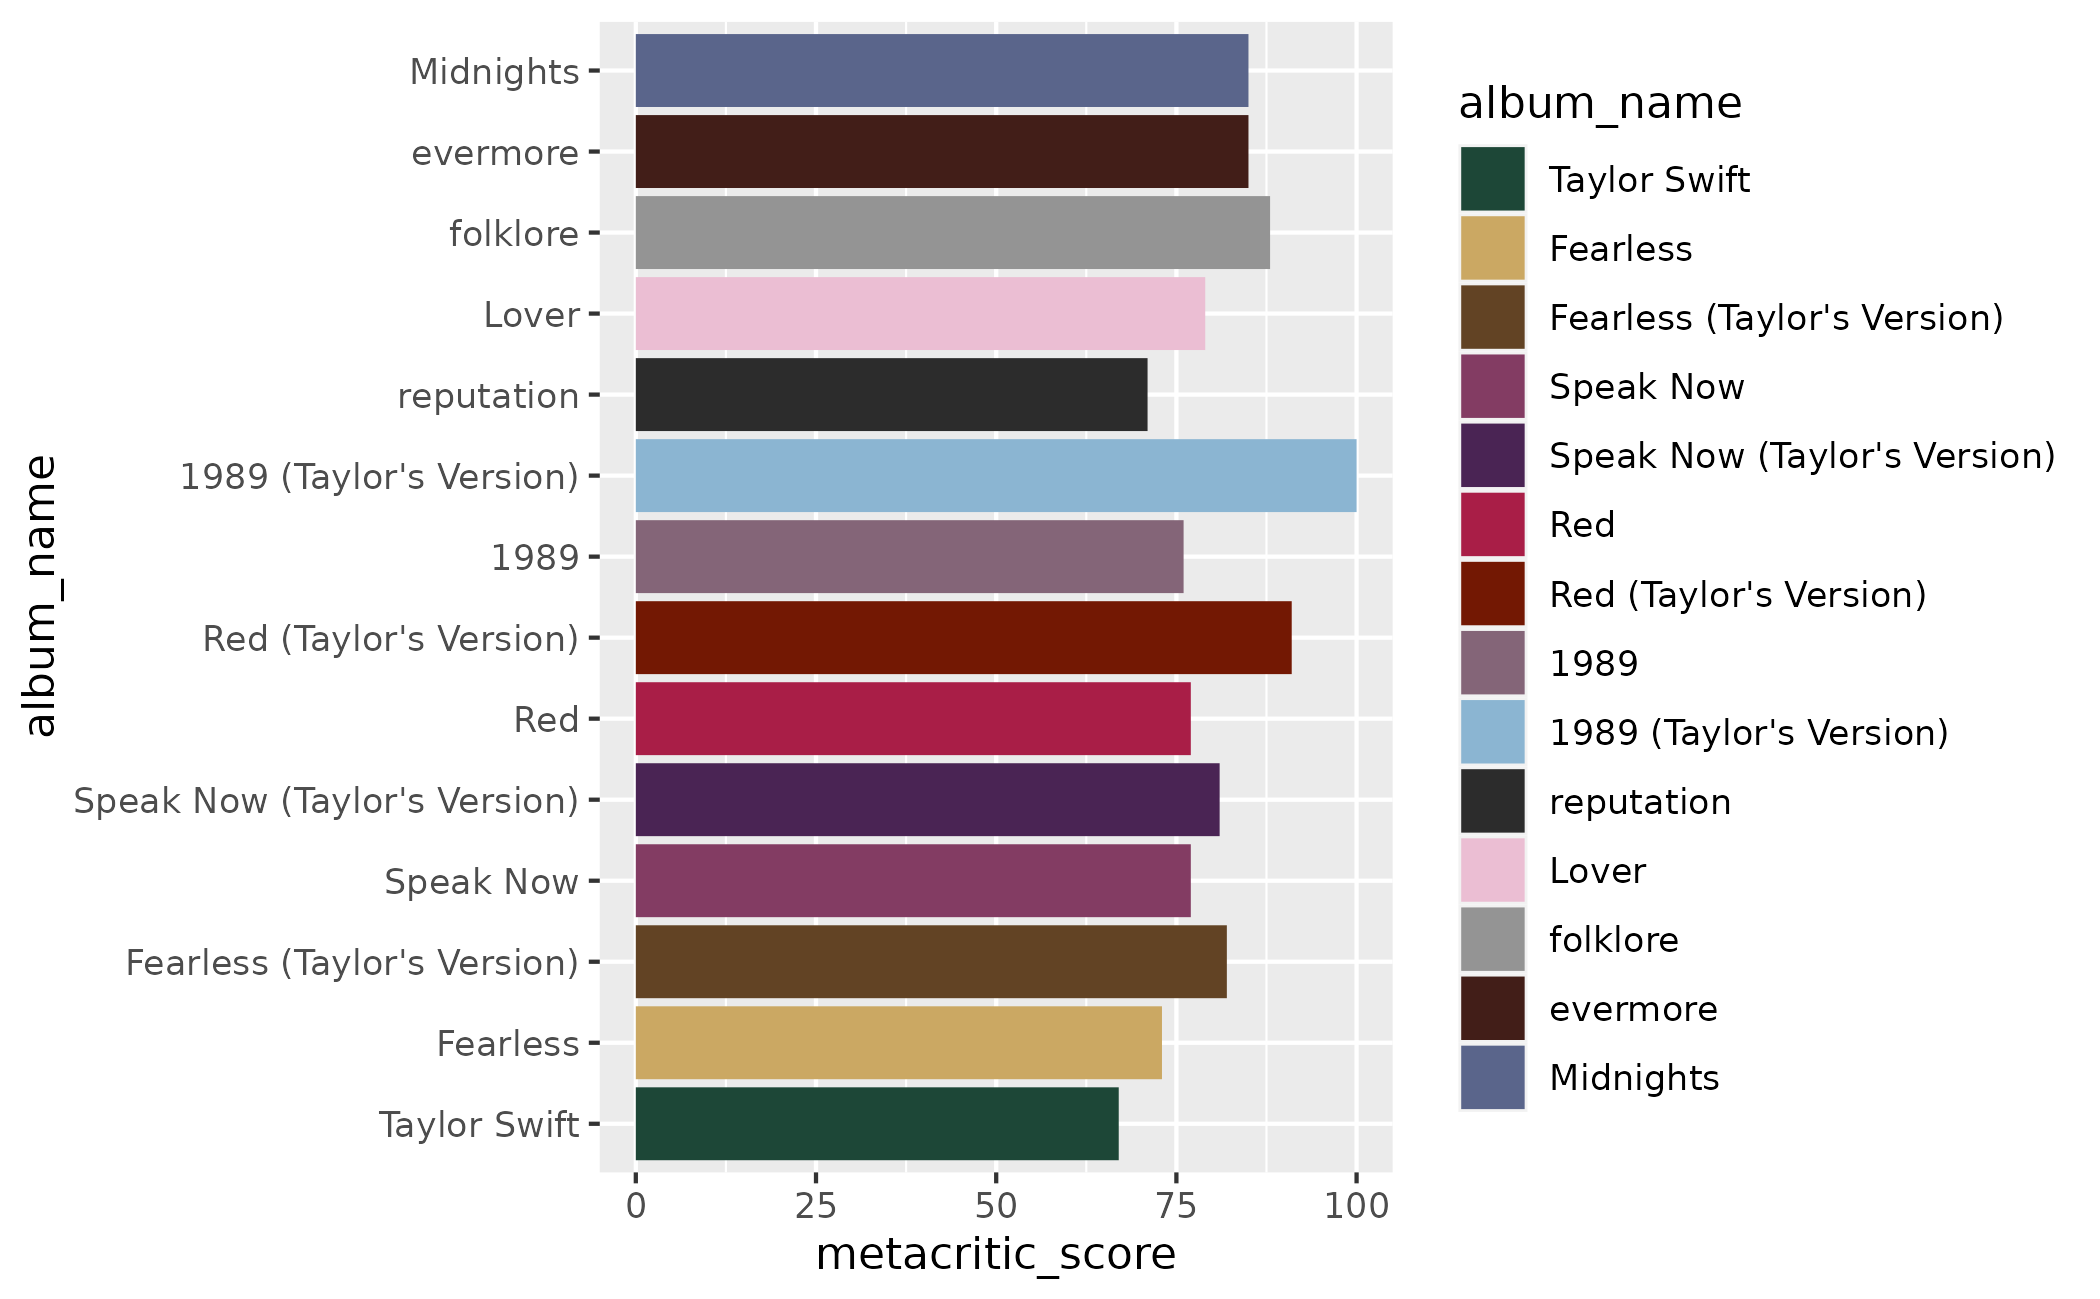 album_name
Midnights
evermore
folklore
Lover
reputation
1989 (Taylor's Version)
1989
Red (Taylor's Version)
Red
Speak Now (Taylor's Version)
Speak Now
Fearless (Taylor's Version)
Fearless
Taylor Swift
0 25 50 75 100
metacritic_score
album_name
Taylor Swift
Fearless
Fearless (Taylor's Version)
Speak Now
Speak Now (Taylor's Version)
Red
Red (Taylor's Version)
1989
1989 (Taylor's Version)
reputation
Lover
folklore
evermore
Midnights